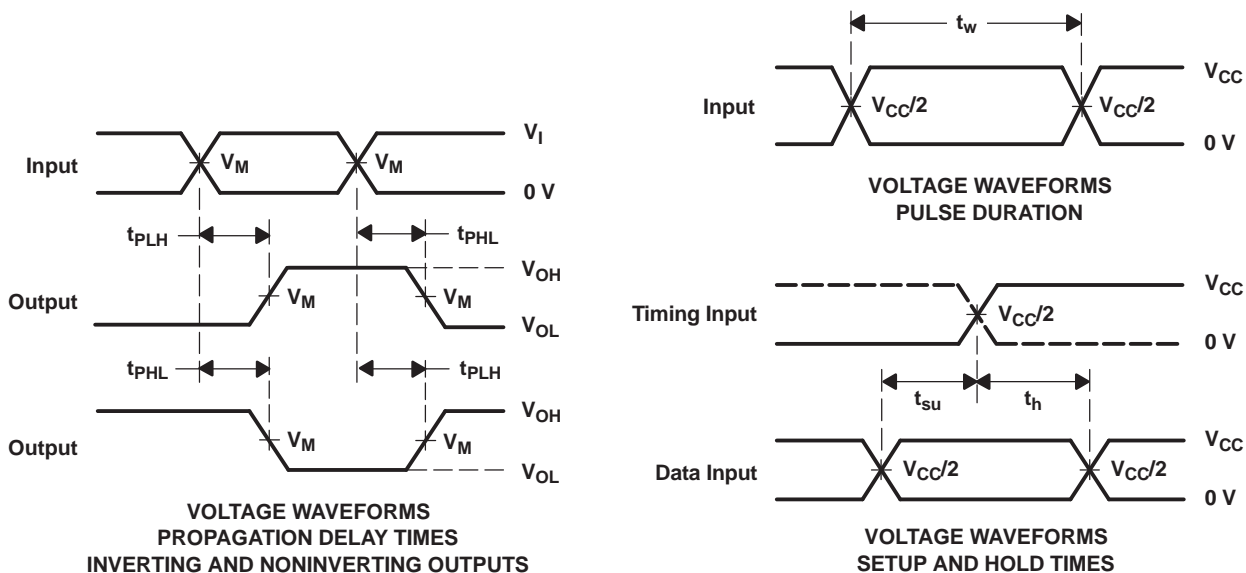 Input
V_M
V_M
V_I
0 V
t_PLH
t_PHL
Output
V_M
V_M
V_OH
V_OL
t_PHL
t_PLH
Output
V_M
V_M
V_OH
V_OL
VOLTAGE WAVEFORMS
PROPAGATION DELAY TIMES
INVERTING AND NONINVERTING OUTPUTS
t_w
Input
V_CC/2
V_CC/2
V_CC
0 V
VOLTAGE WAVEFORMS
PULSE DURATION
Timing Input
V_CC/2
V_CC
0 V
t_su
t_h
Data Input
V_CC/2
V_CC/2
V_CC
0 V
VOLTAGE WAVEFORMS
SETUP AND HOLD TIMES